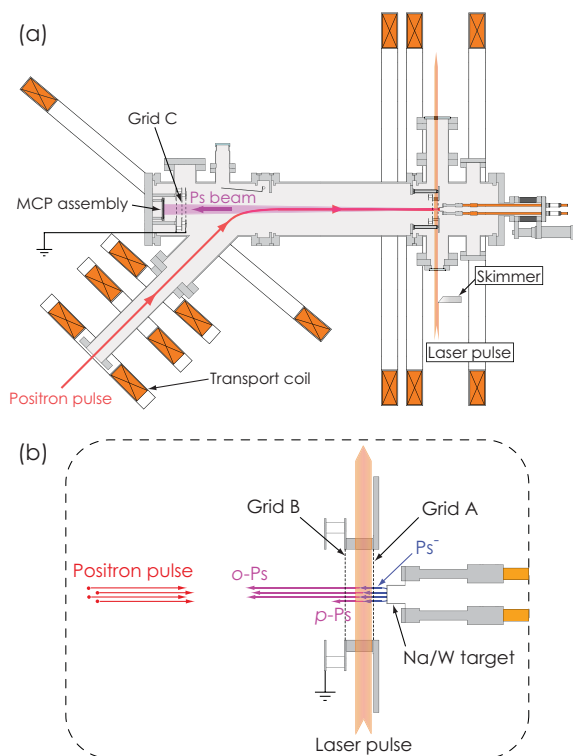 (a)
Grid C
MCP assembly
Ps beam
Skimmer
Laser pulse
Transport coil
Positron pulse
(b)
Grid B
Grid A
Ps⁻
Positron pulse
o-Ps
p-Ps
Na/W target
Laser pulse